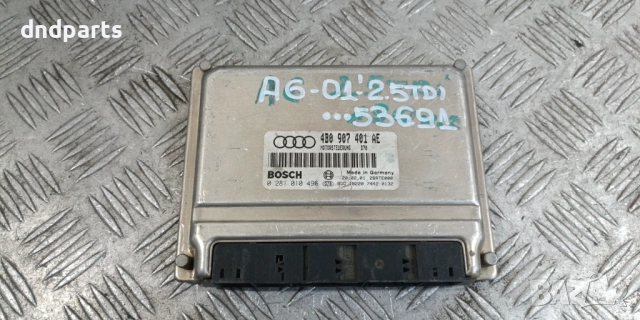 dndparts
A6-01' 2.5TDI
...53691
4B0 907 401 AE
MOTORSTEUERUNG
BOSCH
Made in Germany
0 281 010 496